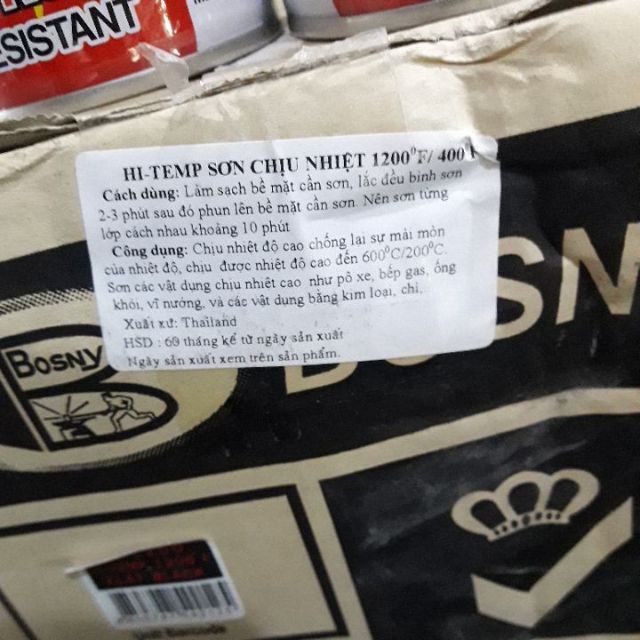 ESISTANT
HI-TEMP SƠN CHỊU NHIỆT 1200⁰F/ 400⁰F
Cách dùng: Làm sạch bề mặt cần sơn, lắc đều bình sơn
2-3 phút sau đó phun lên bề mặt cần sơn. Nên sơn từng
lớp cách nhau khoảng 10 phút
Công dụng: Chịu nhiệt độ cao chống lại sự mài mòn
của nhiệt độ, chịu được nhiệt độ cao đến 600⁰C/200⁰C.
Sơn các vật dụng chịu nhiệt cao như pô xe, bếp gas, ống
khói, vĩ nướng, và các vật dụng bằng kim loại, chì,
Xuất xứ: Thailand
HSD : 60 tháng kể từ ngày sản xuất
Ngày sản xuất xem trên sản phẩm.
BOSNY
BOSN